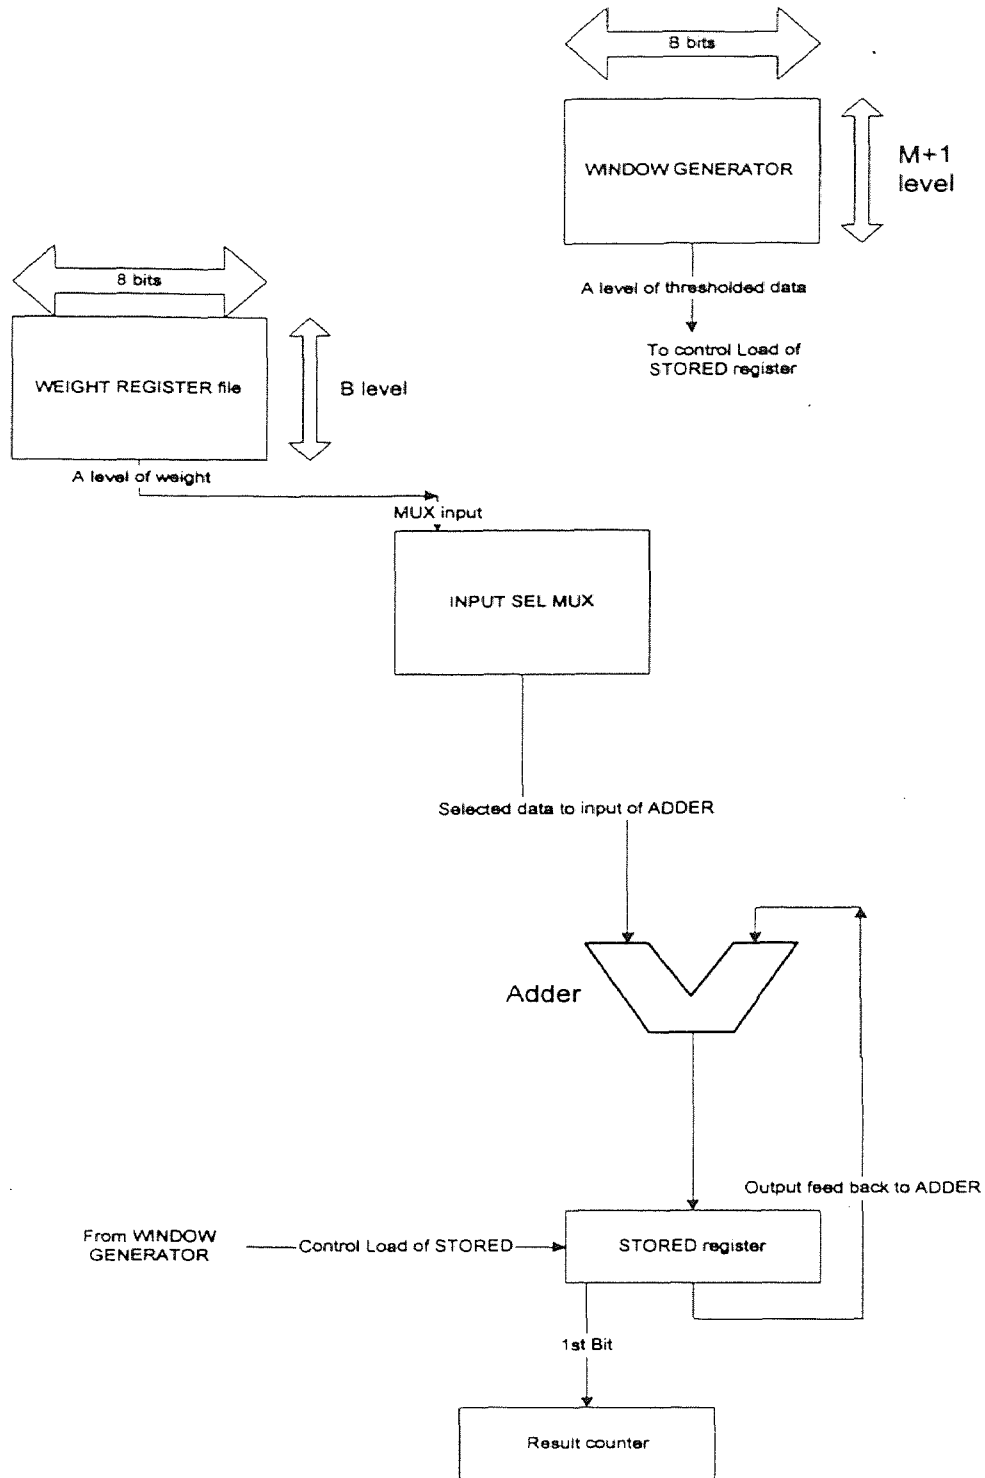 8 bits
WINDOW GENERATOR
M+1
level
A level of thresholded data
To control Load of
STORED register
8 bits
WEIGHT REGISTER file
B level
A level of weight
MUX input
INPUT SEL MUX
Selected data to input of ADDER
Adder
Output feed back to ADDER
From WINDOW
GENERATOR
Control Load of STORED
STORED register
1st Bit
Result counter